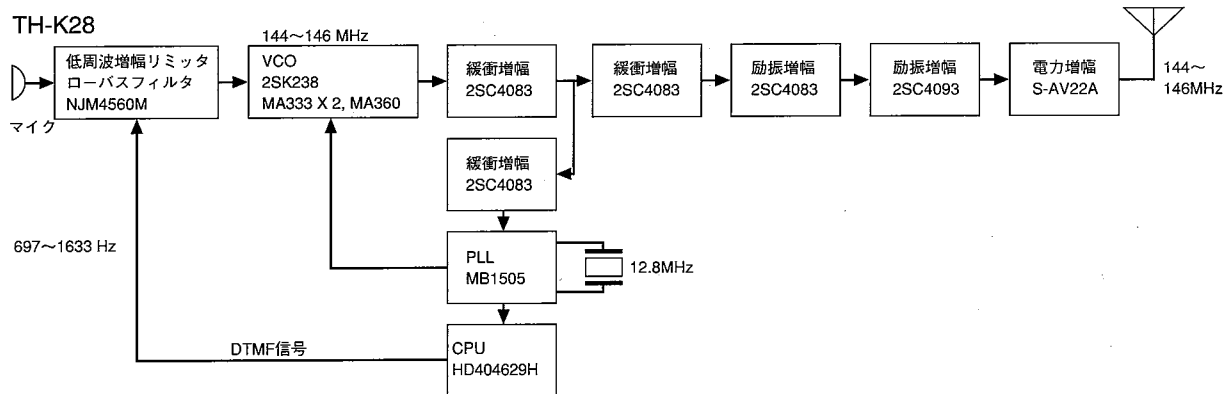 TH-K28
低周波増幅リミッタ
ローパスフィルタ
NJM4560M
マイク
144～146 MHz
VCO
2SK238
MA333 X 2, MA360
緩衝増幅
2SC4083
緩衝増幅
2SC4083
励振増幅
2SC4083
励振増幅
2SC4093
電力増幅
S-AV22A
144～
146MHz
緩衝増幅
2SC4083
PLL
MB1505
12.8MHz
697～1633 Hz
DTMF信号
CPU
HD404629H